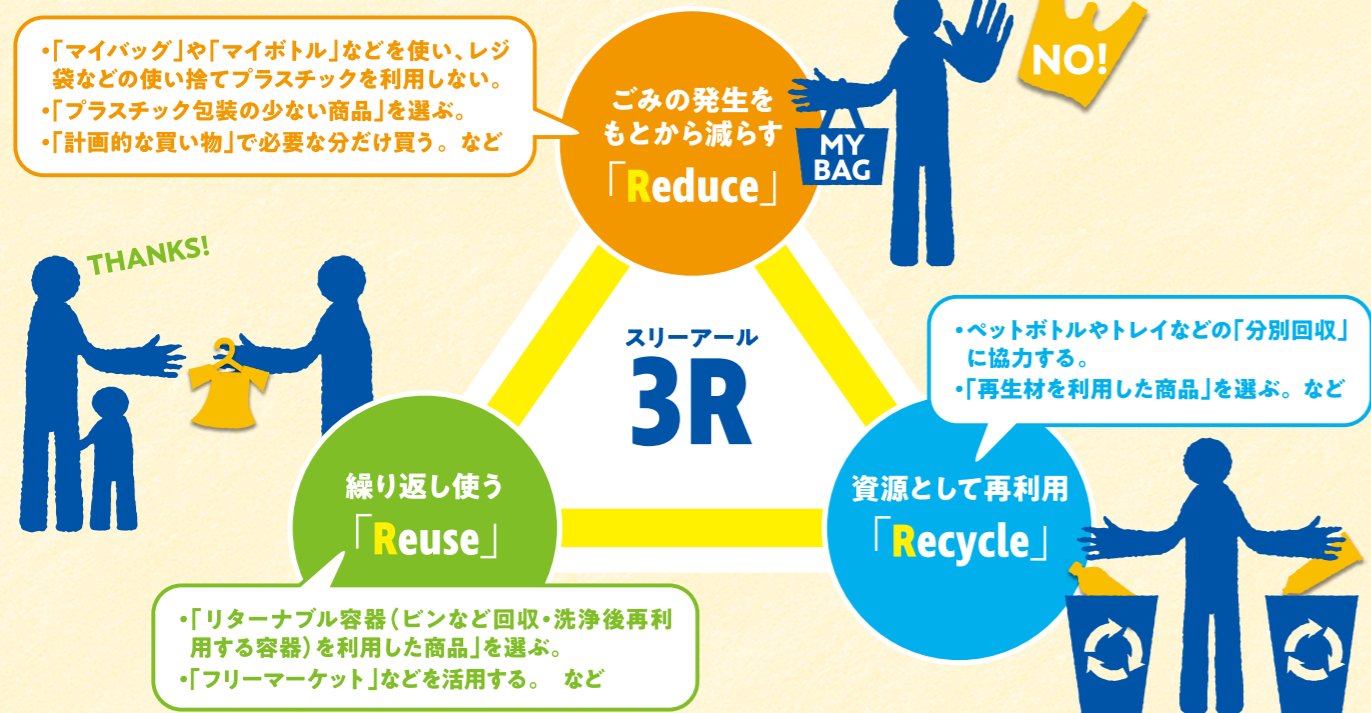 ・「マイバッグ」や「マイボトル」などを使い、レジ
袋などの使い捨てプラスチックを利用しない。
・「プラスチック包装の少ない商品」を選ぶ。
・「計画的な買い物」で必要な分だけ買う。など
ごみの発生を
もとから減らす
「Reduce」
MY
BAG
NO!
THANKS!
スリーアール
3R
・ペットボトルやトレイなどの「分別回収」
に協力する。
・「再生材を利用した商品」を選ぶ。など
繰り返し使う
「Reuse」
資源として再利用
「Recycle」
・「リターナブル容器(ビンなど回収・洗浄後再利
用する容器)を利用した商品」を選ぶ。
・「フリーマーケット」などを活用する。 など